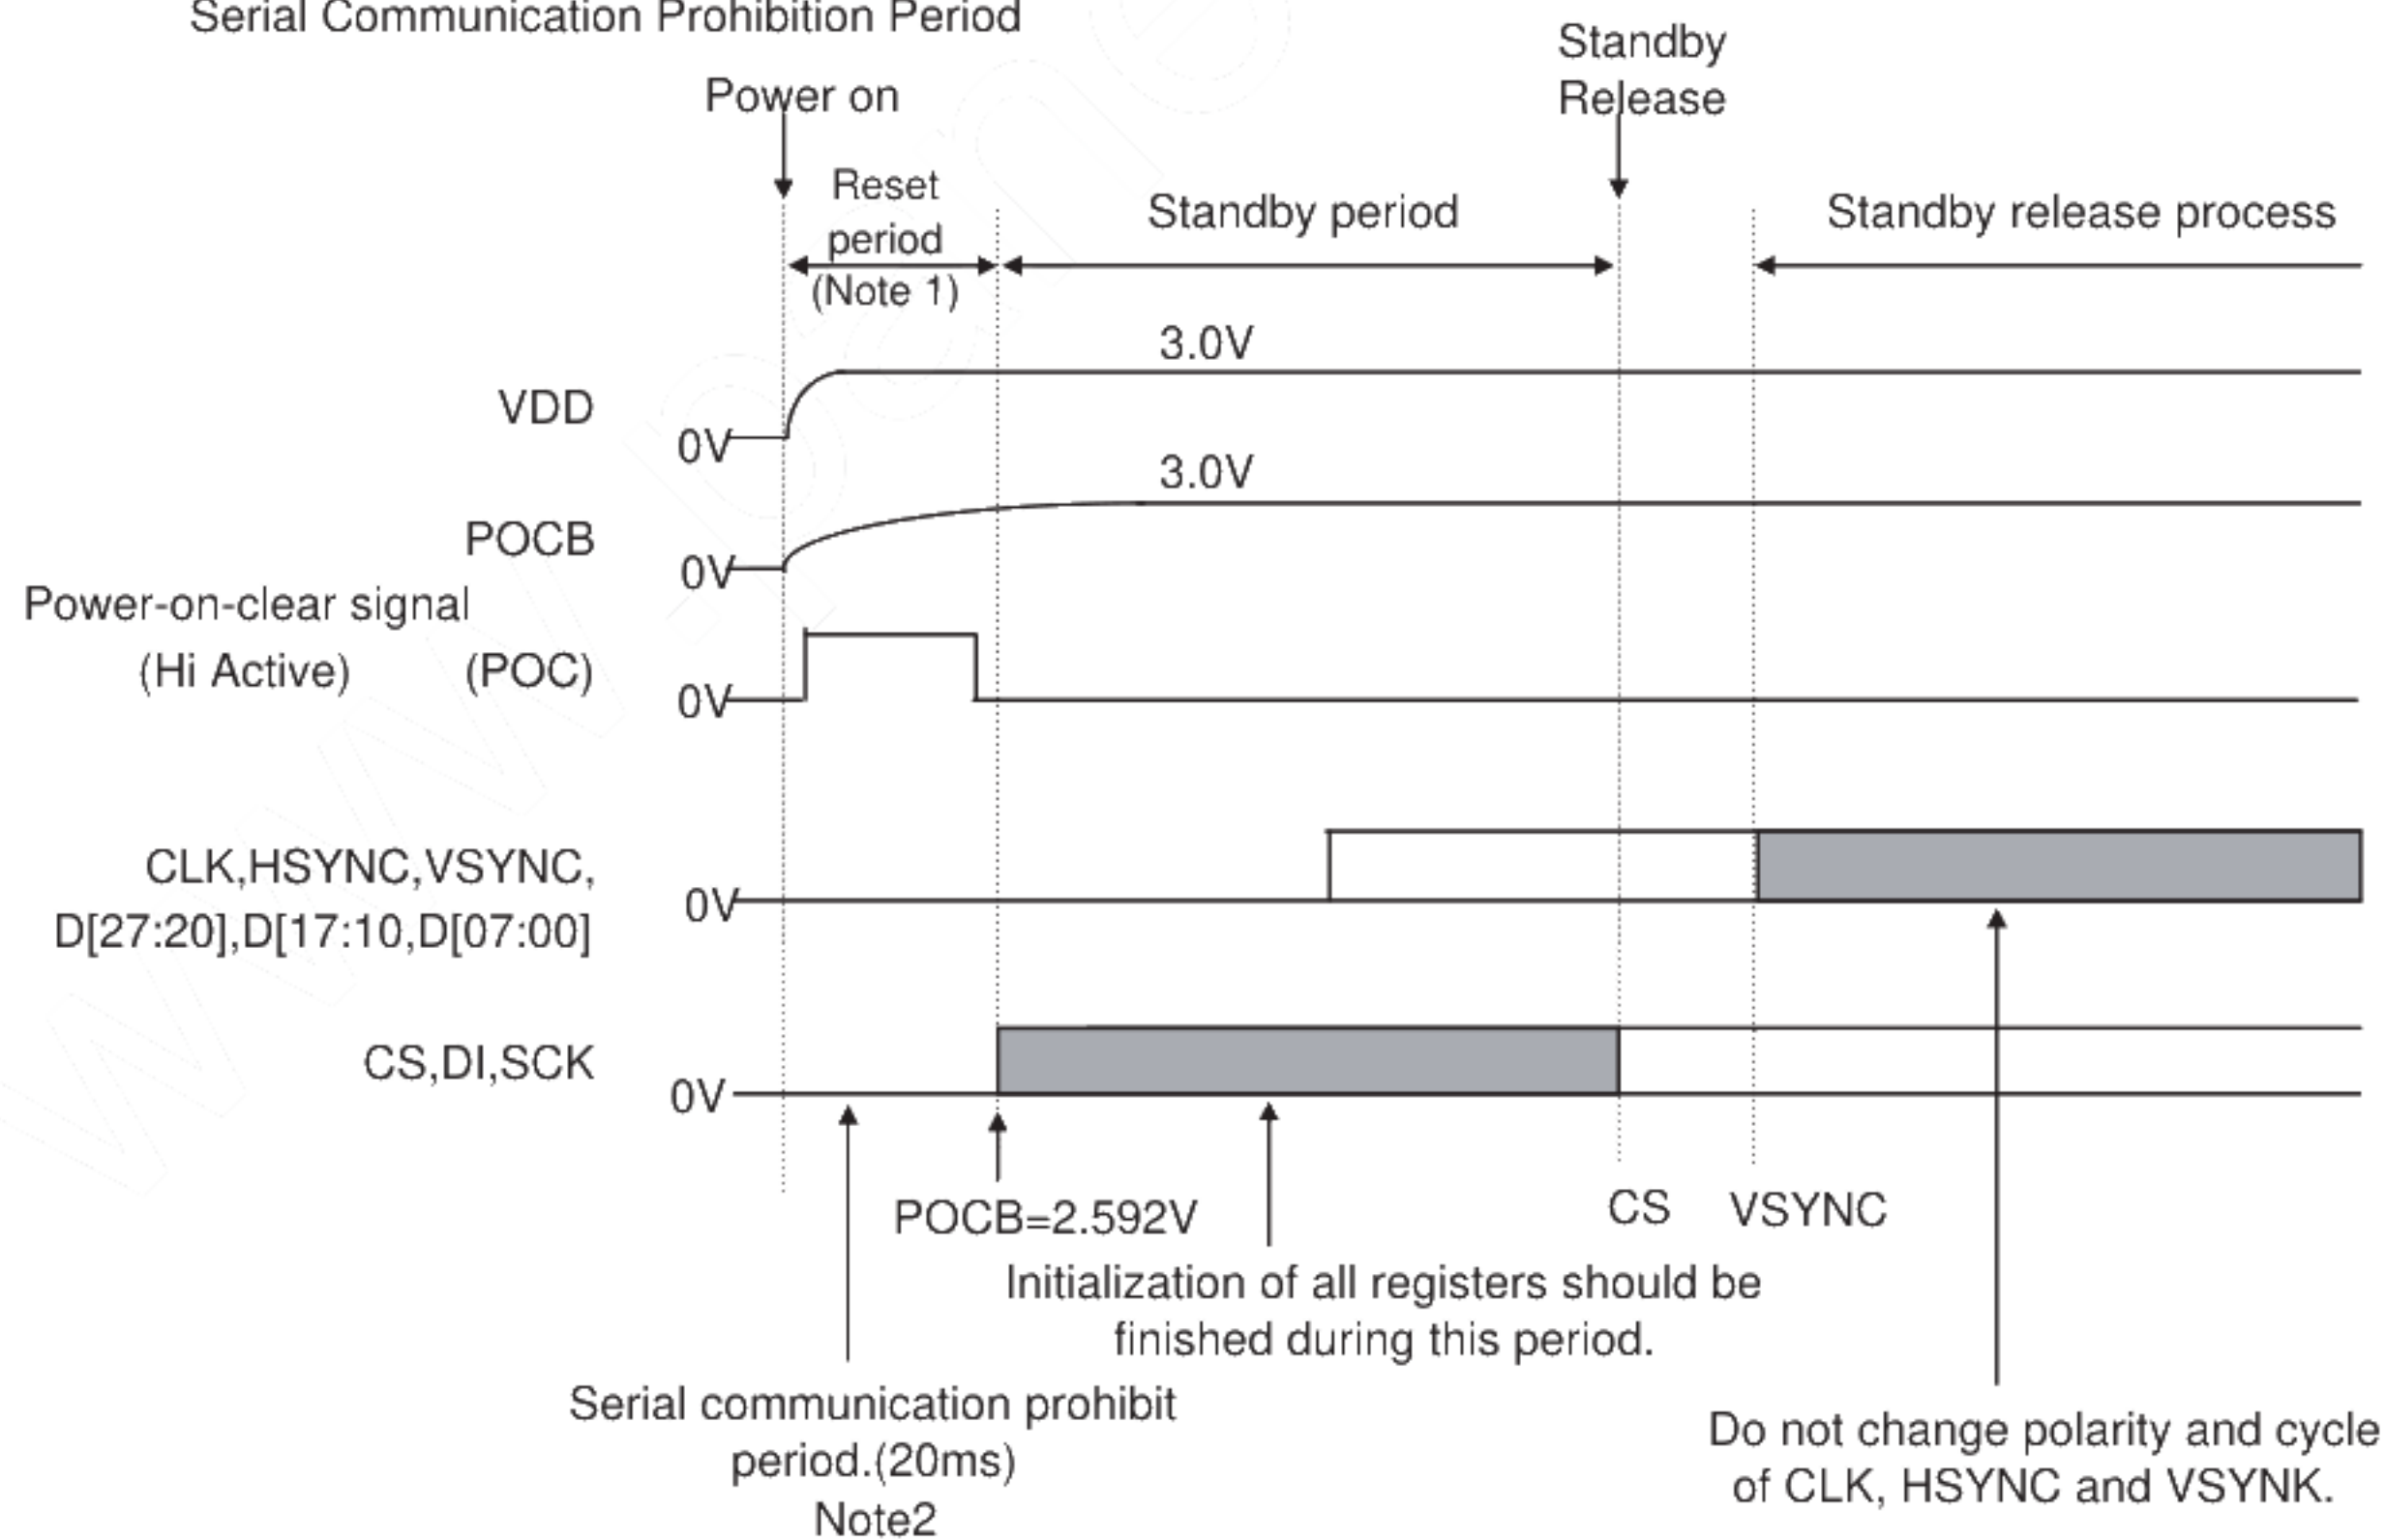 Serial Communication Prohibition Period
Standby
Release
Power on
Reset
period
(Note 1)
Standby period
Standby release process
3.0V
VDD
0V
3.0V
POCB
0V
Power-on-clear signal
(Hi Active) (POC)
0V
CLK,HSYNC,VSYNC,
D[27:20],D[17:10,D[07:00]
0V
CS,DI,SCK
0V
POCB=2.592V
CS
VSYNC
Initialization of all registers should be
finished during this period.
Serial communication prohibit
period.(20ms)
Note2
Do not change polarity and cycle
of CLK, HSYNC and VSYNK.